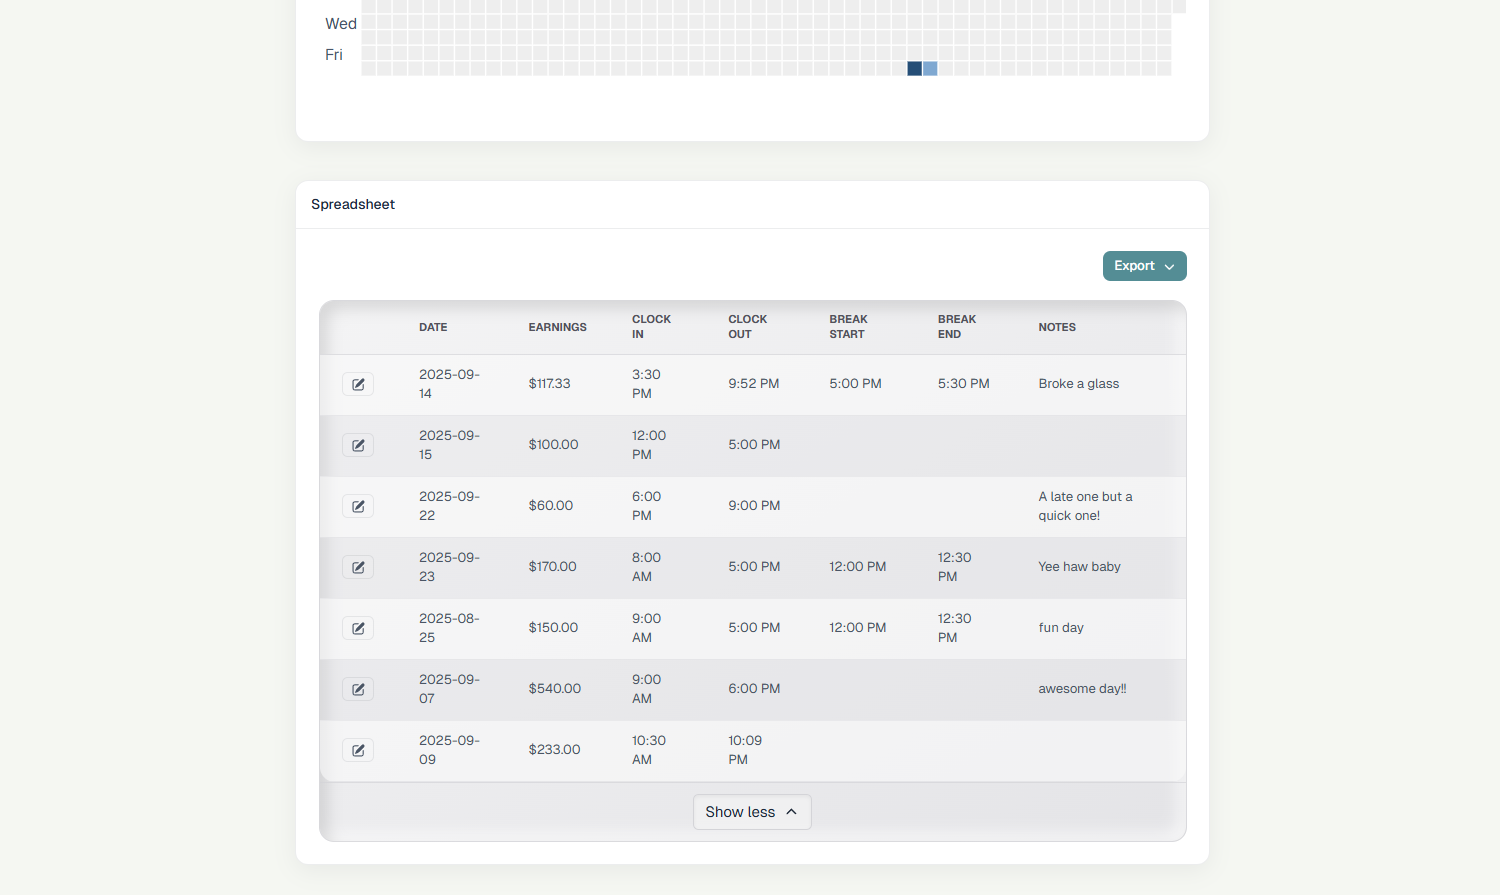 Wed
Fri
Spreadsheet
Export
DATE EARNINGS CLOCK IN CLOCK OUT BREAK START BREAK END NOTES
2025-09-14 $117.33 3:30 PM 9:52 PM 5:00 PM 5:30 PM Broke a glass
2025-09-15 $100.00 12:00 PM 5:00 PM
2025-09-22 $60.00 6:00 PM 9:00 PM A late one but a quick one!
2025-09-23 $170.00 8:00 AM 5:00 PM 12:00 PM 12:30 PM Yee haw baby
2025-08-25 $150.00 9:00 AM 5:00 PM 12:00 PM 12:30 PM fun day
2025-09-07 $540.00 9:00 AM 6:00 PM awesome day!!
2025-09-09 $233.00 10:30 AM 10:09 PM
Show less